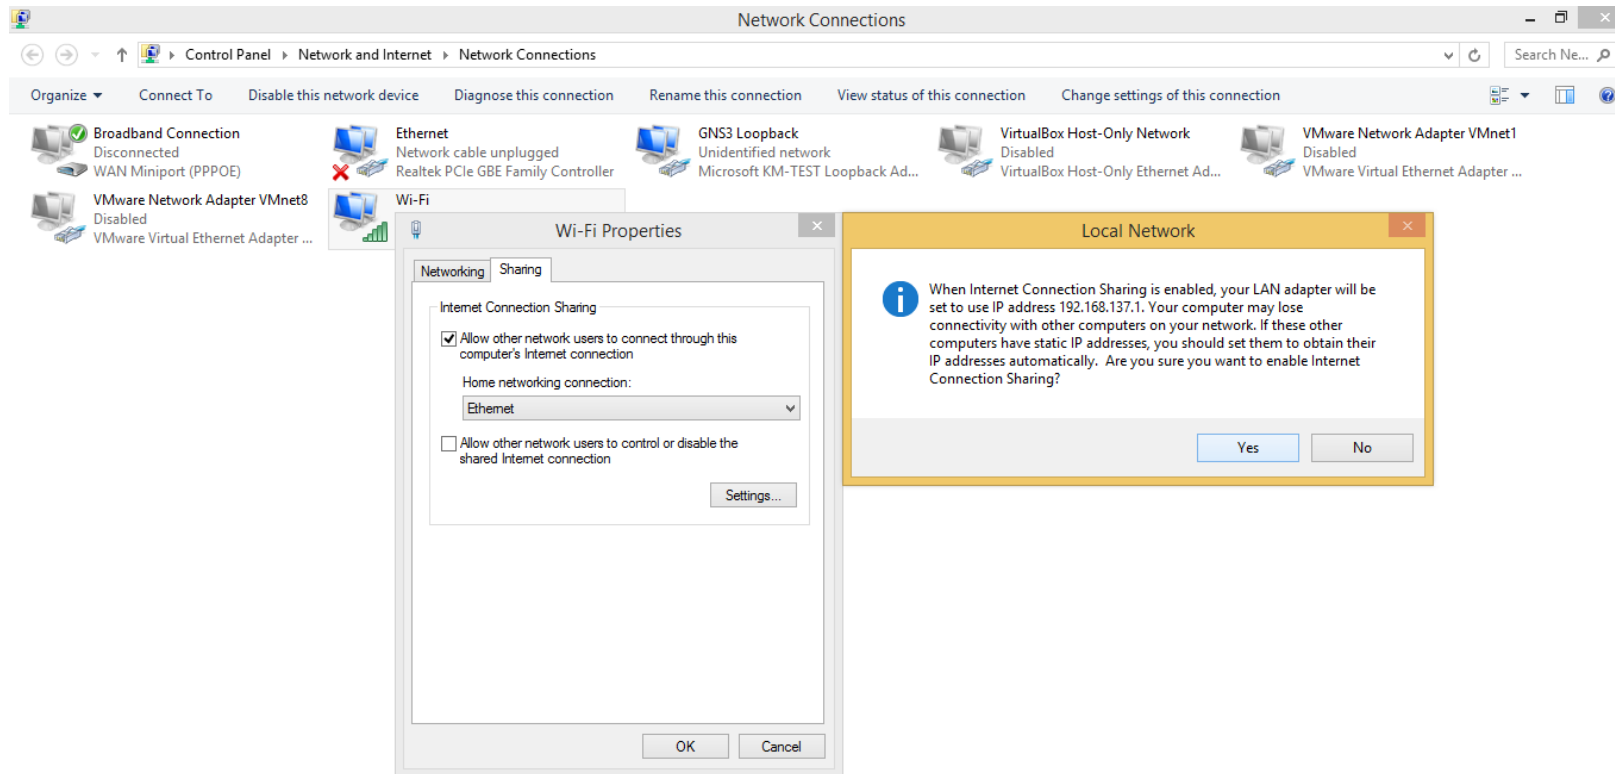 Network Connections
Control Panel Network and Internet Network Connections
Search Ne...
Organize Connect To Disable this network device Diagnose this connection Rename this connection View status of this connection Change settings of this connection
Broadband Connection
Disconnected
WAN Miniport (PPPOE)
Ethernet
Network cable unplugged
Realtek PCIe GBE Family Controller
GNS3 Loopback
Unidentified network
Microsoft KM-TEST Loopback Ad...
VirtualBox Host-Only Network
Disabled
VirtualBox Host-Only Ethernet Ad...
VMware Network Adapter VMnet1
Disabled
VMware Virtual Ethernet Adapter ...
VMware Network Adapter VMnet8
Disabled
VMware Virtual Ethernet Adapter ...
Wi-Fi
Wi-Fi Properties
Networking Sharing
Internet Connection Sharing
Allow other network users to connect through this
computer's Internet connection
Home networking connection:
Ethernet
Allow other network users to control or disable the
shared Internet connection
Settings...
OK Cancel
Local Network
When Internet Connection Sharing is enabled, your LAN adapter will be
set to use IP address 192.168.137.1. Your computer may lose
connectivity with other computers on your network. If these other
computers have static IP addresses, you should set them to obtain their
IP addresses automatically.  Are you sure you want to enable Internet
Connection Sharing?
Yes No